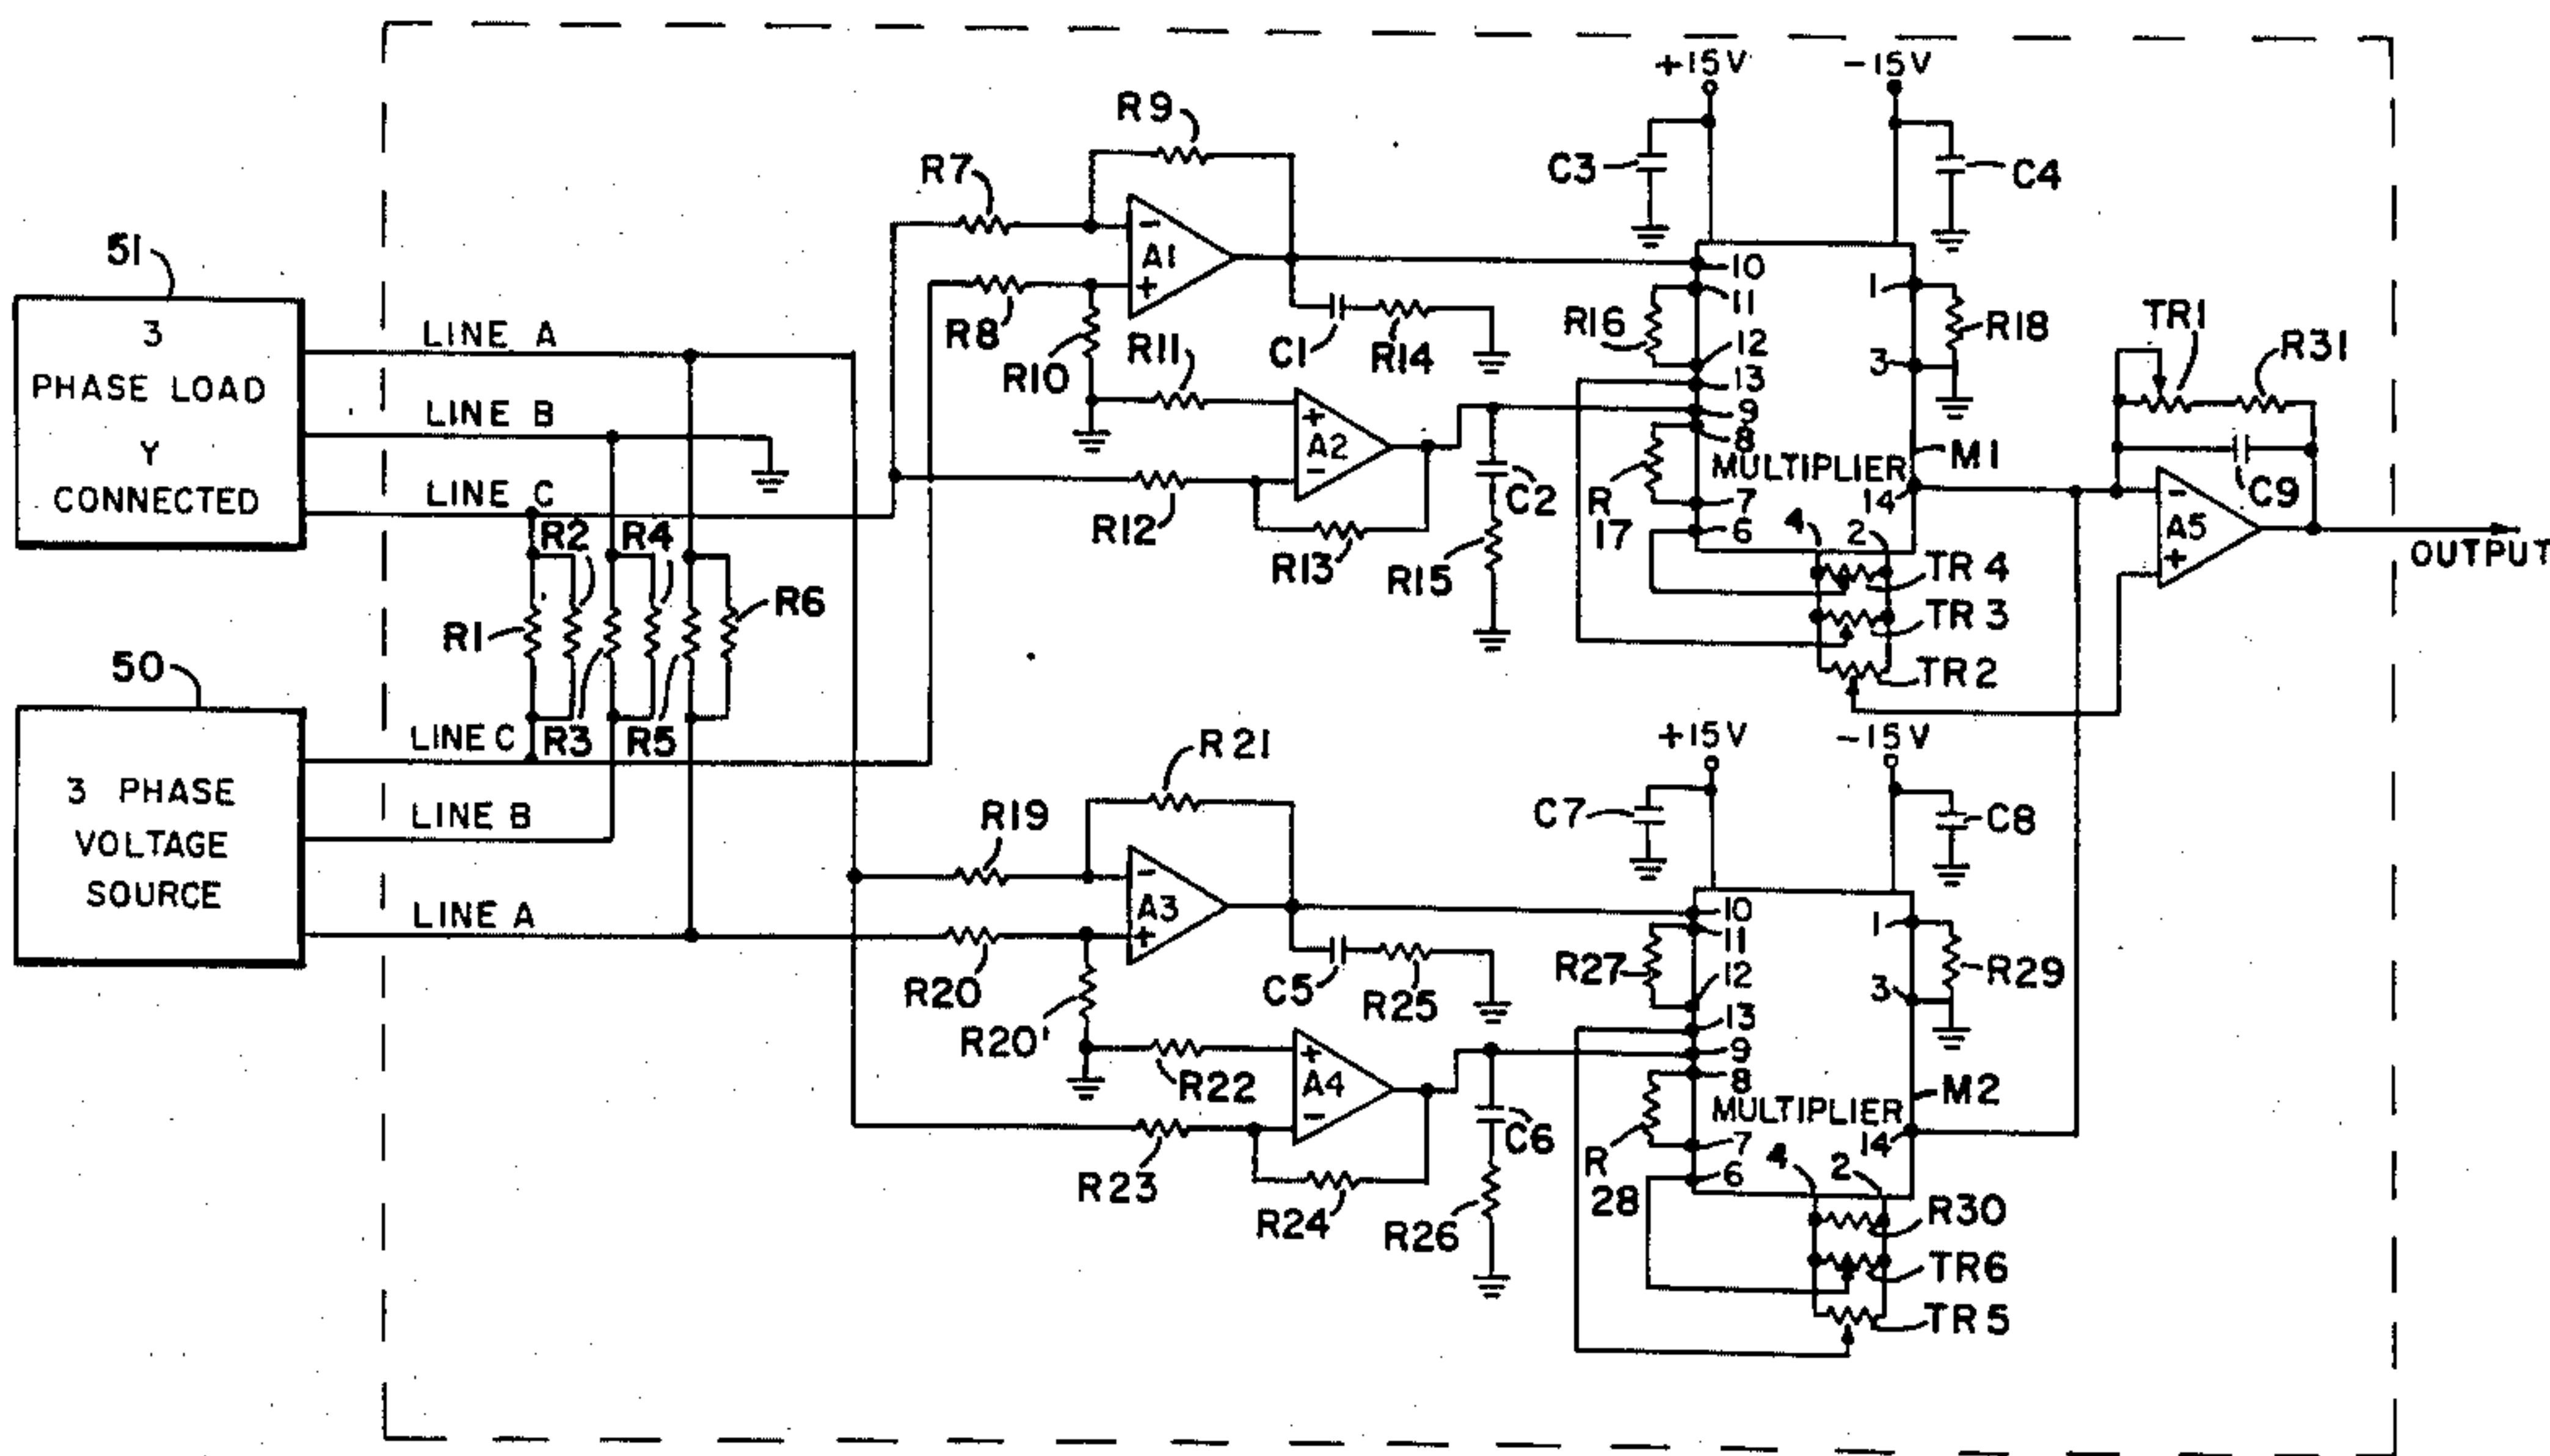 51
3
PHASE LOAD
Y
CONNECTED
LINE A
LINE B
LINE C
50
3 PHASE
VOLTAGE
SOURCE
LINE C
LINE B
LINE A
R1
R2
R3
R4
R5
R6
R7
R9
- A1 +
R8
R10
R11
C1
R14
+ A2 -
R12
R13
C2
R15
+15V
-15V
C3
C4
10
11
12
13
9
8
MULTIPLIER
7
6
1
3
14
4
2
R16
R
17
R18
M1
TR4
TR3
TR2
TR1
R31
C9
- A5 +
OUTPUT
R19
R21
- A3 +
R20
R20'
R22
C5
R25
+ A4 -
R23
R24
C6
R26
+15V
-15V
C7
C8
10
11
12
13
9
8
MULTIPLIER
7
6
1
3
14
4
2
R27
R
28
R29
M2
R30
TR6
TR5